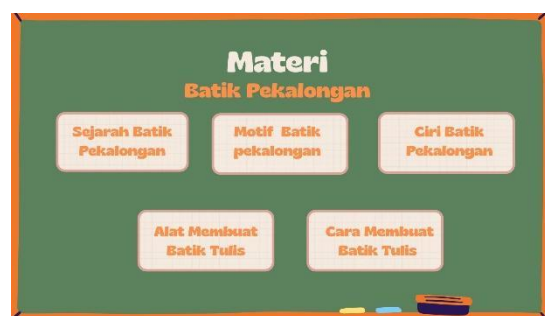 Materi
Batik Pekalongan
Sejarah Batik
Pekalongan
Motif Batik
pekalongan
Ciri Batik
Pekalongan
Alat Membuat
Batik Tulis
Cara Membuat
Batik Tulis